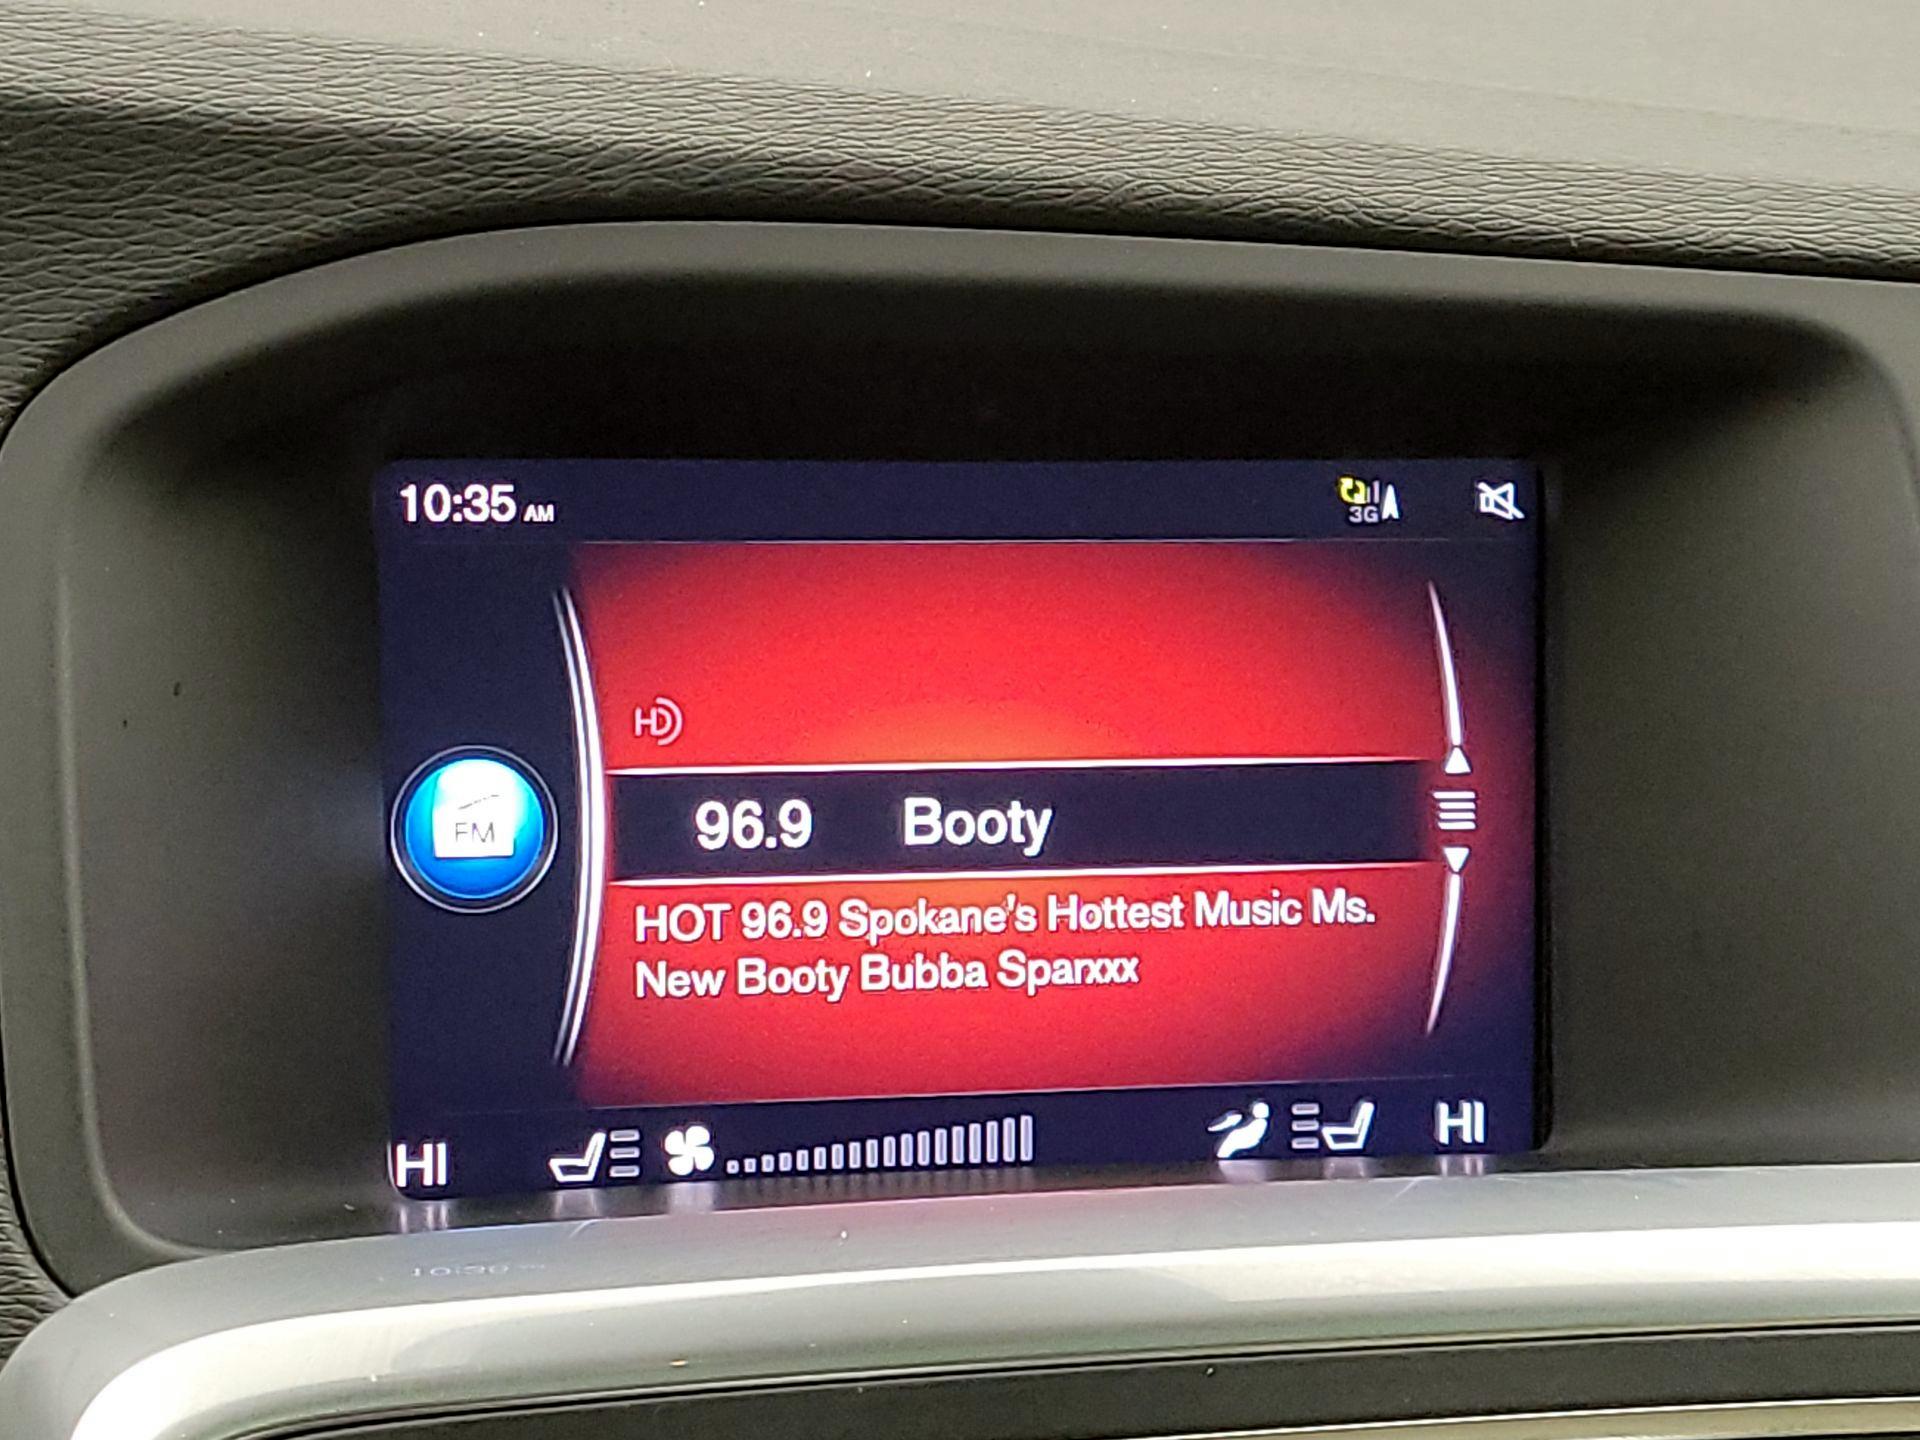 10:35 AM
3G
HD
FM
96.9 Booty
HOT 96.9 Spokane's Hottest Music Ms.
New Booty Bubba Sparxxx
HI HI